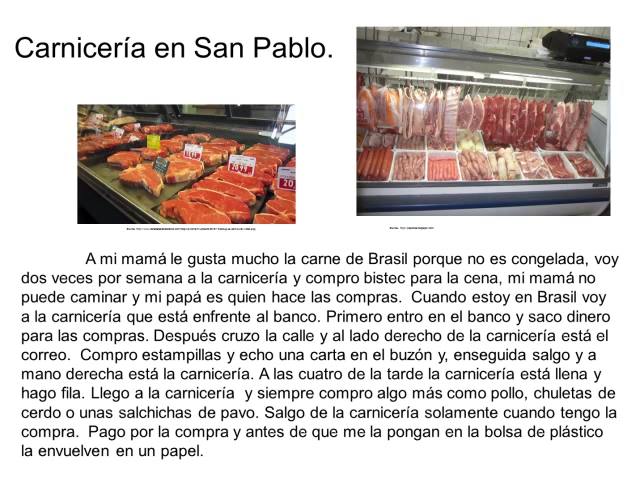 Carnicería en San Pablo.
A mi mamá le gusta mucho la carne de Brasil porque no es congelada, voy
dos veces por semana a la carnicería y compro bistec para la cena, mi mamá no
puede caminar y mi papá es quien hace las compras.  Cuando estoy en Brasil voy
a la carnicería que está enfrente al banco. Primero entro en el banco y saco dinero
para las compras. Después cruzo la calle y al lado derecho de la carnicería está el
correo.  Compro estampillas y echo una carta en el buzón y, enseguida salgo y a
mano derecha está la carnicería. A las cuatro de la tarde la carnicería está llena y
hago fila. Llego a la carnicería  y siempre compro algo más como pollo, chuletas de
cerdo o unas salchichas de pavo. Salgo de la carnicería solamente cuando tengo la
compra.  Pago por la compra y antes de que me la pongan en la bolsa de plástico
la envuelven en un papel.